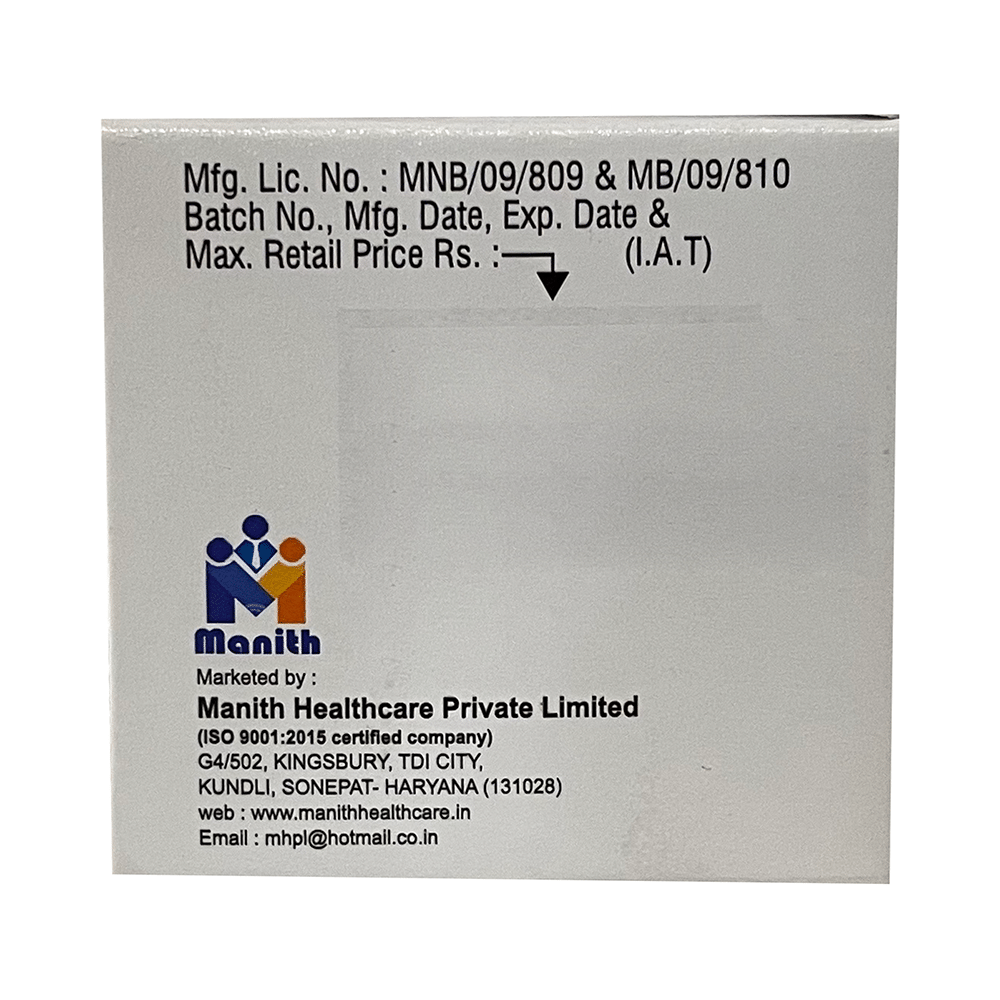 Mfg. Lic. No. : MNB/09/809 & MB/09/810
Batch No., Mfg. Date, Exp. Date &
Max. Retail Price Rs. : (I.A.T)
Manith
Marketed by :
Manith Healthcare Private Limited
(ISO 9001:2015 certified company)
G4/502, KINGSBURY, TDI CITY,
KUNDLI, SONEPAT- HARYANA (131028)
web : www.manithhealthcare.in
Email : mhpl@hotmail.co.in